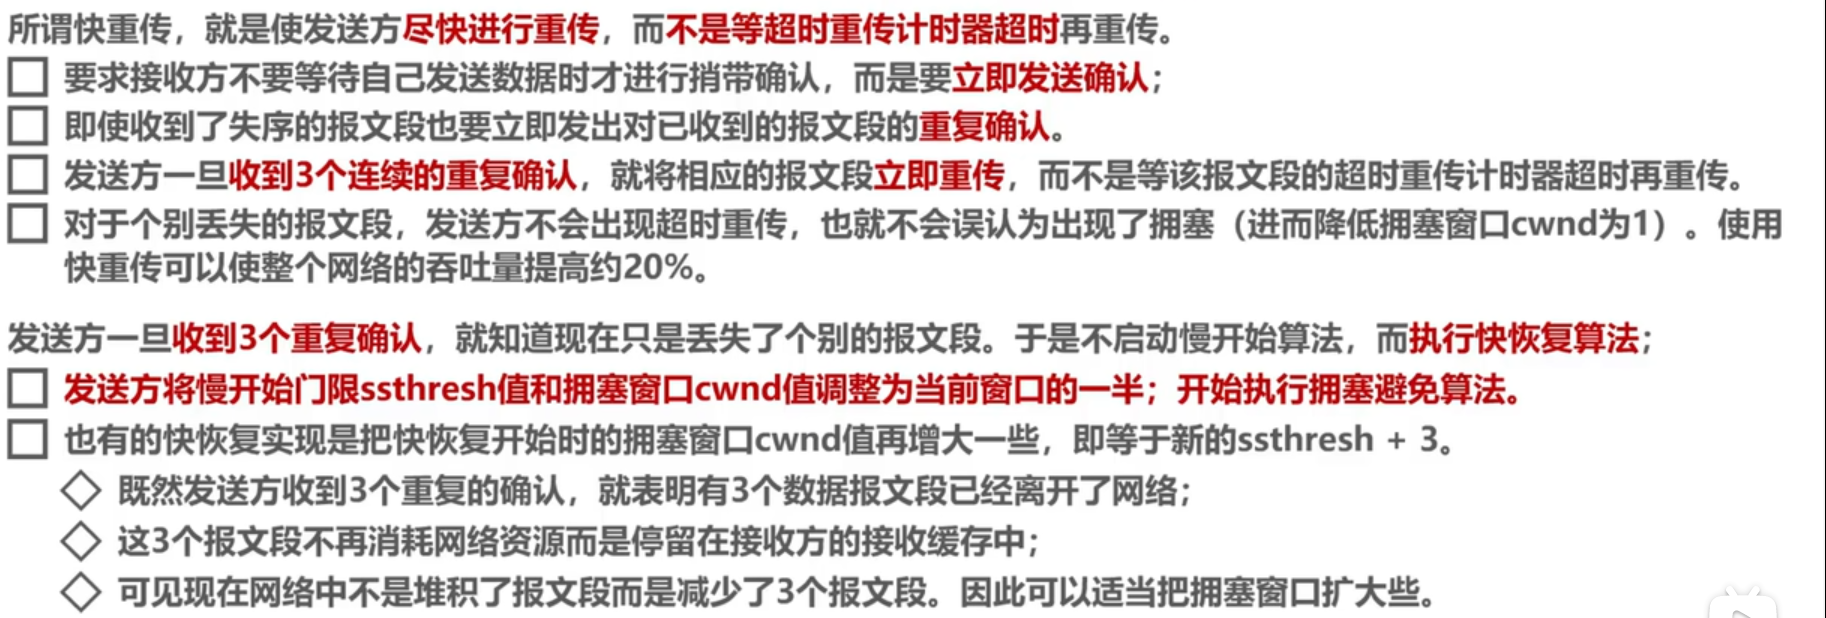 所谓快重传，就是使发送方尽快进行重传，而不是等超时重传计时器超时再重传。
要求接收方不要等待自己发送数据时才进行捎带确认，而是要立即发送确认；
即使收到了失序的报文段也要立即发出对已收到的报文段的重复确认。
发送方一旦收到3个连续的重复确认，就将相应的报文段立即重传，而不是等该报文段的超时重传计时器超时再重传。
对于个别丢失的报文段，发送方不会出现超时重传，也就不会误认为出现了拥塞（进而降低拥塞窗口cwnd为1）。使用
快重传可以使整个网络的吞吐量提高约20%。
发送方一旦收到3个重复确认，就知道现在只是丢失了个别的报文段。于是不启动慢开始算法，而执行快恢复算法；
发送方将慢开始门限ssthresh值和拥塞窗口cwnd值调整为当前窗口的一半；开始执行拥塞避免算法。
也有的快恢复实现是把快恢复开始时的拥塞窗口cwnd值再增大一些，即等于新的ssthresh + 3。
既然发送方收到3个重复的确认，就表明有3个数据报文段已经离开了网络；
这3个报文段不再消耗网络资源而是停留在接收方的接收缓存中；
可见现在网络中不是堆积了报文段而是减少了3个报文段。因此可以适当把拥塞窗口扩大些。